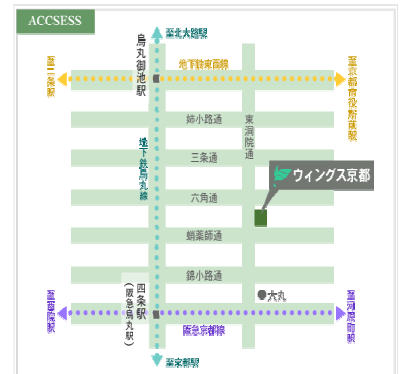 ACCSESS
至北大路駅
烏丸御池駅
地下鉄東西線
至二条駅
至京都市役所前駅
姉小路通
東洞院通
地下鉄烏丸線
三条通
ウィングス京都
六角通
蛸薬師通
錦小路通
四条駅
(阪急烏丸駅)
大丸
至西院駅
至河原町駅
阪急京都線
至京都駅